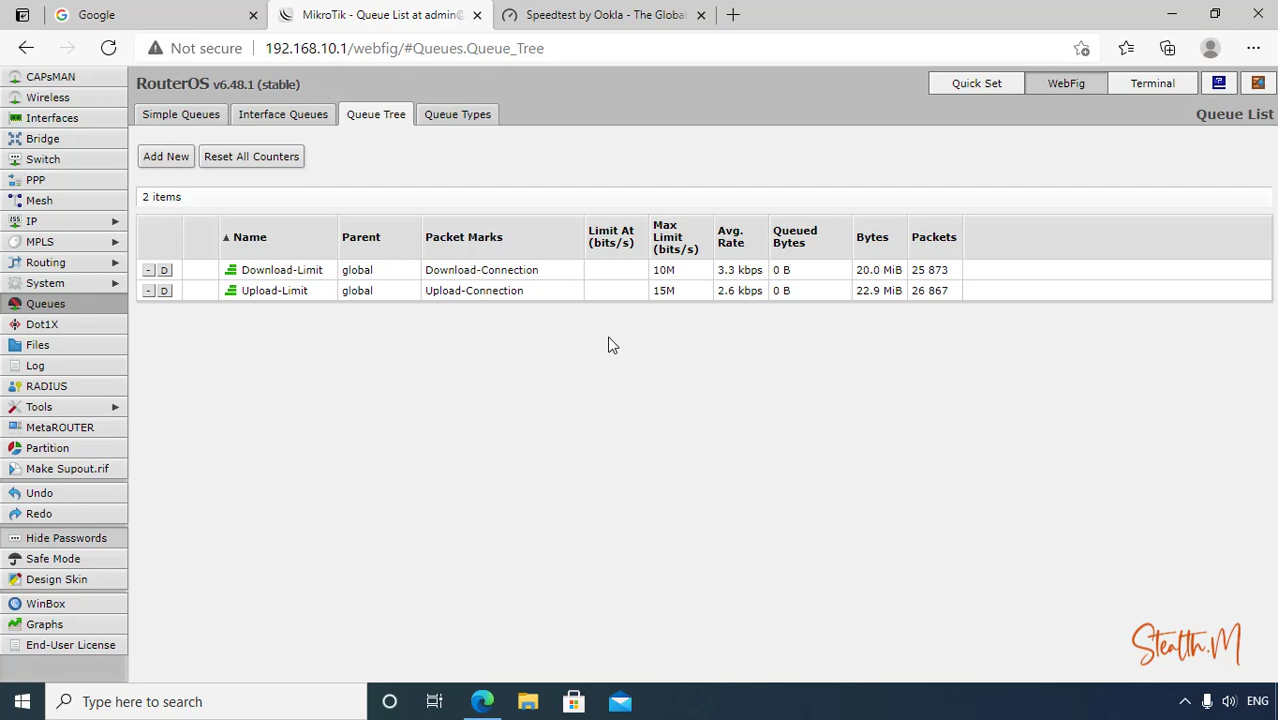 Google
MikroTik - Queue List at admin@
Speedtest by Ookla - The Global
Not secure
192.168.10.1/webfig/#Queues.Queue_Tree
CAPsMAN
Wireless
Interfaces
Bridge
Switch
PPP
Mesh
IP
MPLS
Routing
System
Queues
Dot1X
Files
Log
RADIUS
Tools
MetaROUTER
Partition
Make Supout.rif
Undo
Redo
Hide Passwords
Safe Mode
Design Skin
WinBox
Graphs
End-User License
RouterOS v6.48.1 (stable)
Quick Set WebFig Terminal
Simple Queues Interface Queues Queue Tree Queue Types
Queue List
Add New Reset All Counters
2 items
Name Parent Packet Marks Limit At (bits/s) Max Limit (bits/s) Avg. Rate Queued Bytes Bytes Packets
- D Download-Limit global Download-Connection 10M 3.3 kbps 0 B 20.0 MiB 25 873
- D Upload-Limit global Upload-Connection 15M 2.6 kbps 0 B 22.9 MiB 26 867
Stealth.M
Type here to search
ENG